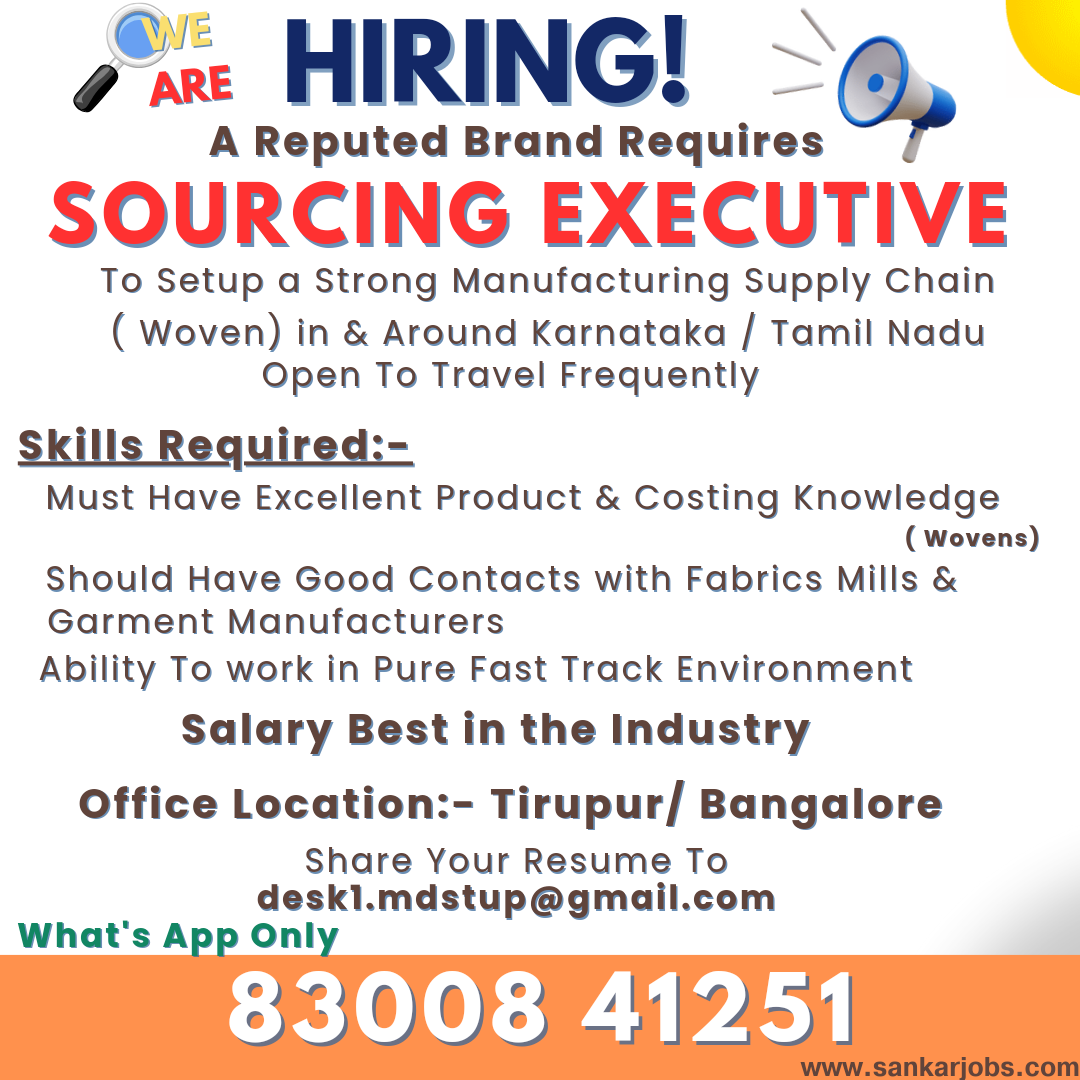 WE
ARE
HIRING!
A Reputed Brand Requires
SOURCING EXECUTIVE
To Setup a Strong Manufacturing Supply Chain
( Woven) in & Around Karnataka / Tamil Nadu
Open To Travel Frequently
Skills Required:-
Must Have Excellent Product & Costing Knowledge
( Wovens)
Should Have Good Contacts with Fabrics Mills &
Garment Manufacturers
Ability To work in Pure Fast Track Environment
Salary Best in the Industry
Office Location:- Tirupur/ Bangalore
Share Your Resume To
desk1.mdstup@gmail.com
What's App Only
83008 41251
www.sankarjobs.com